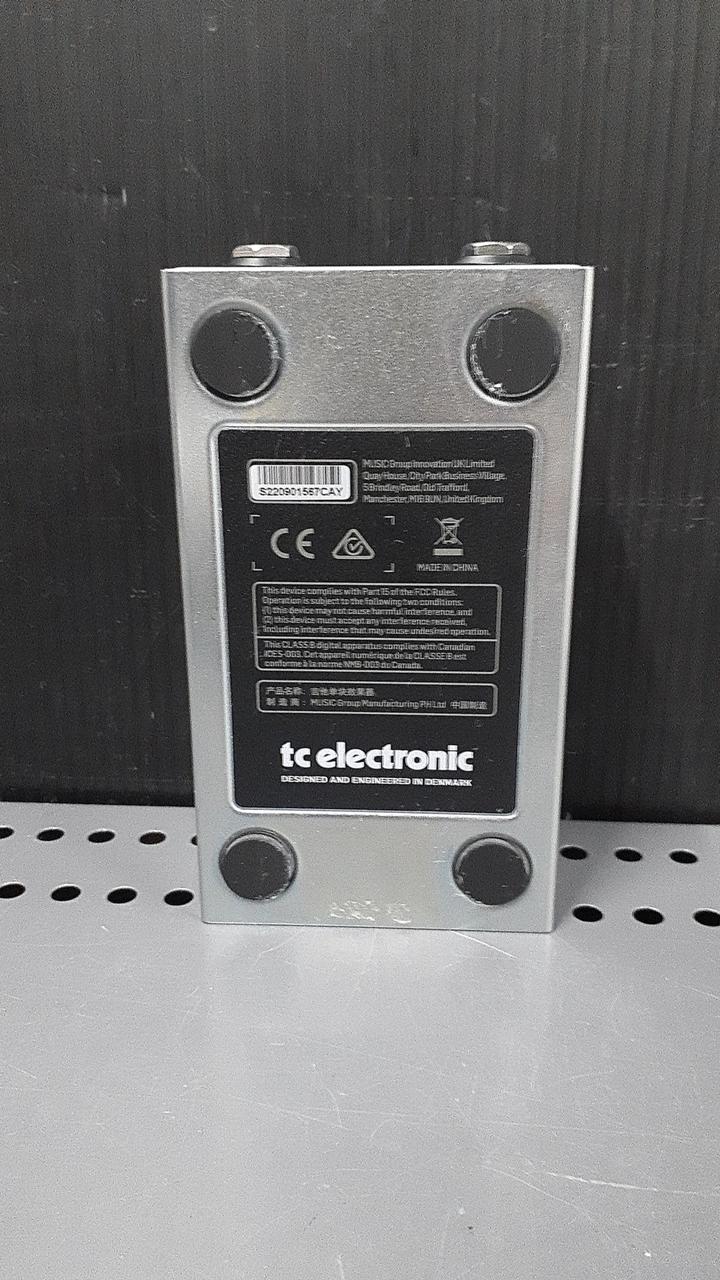 S220901567CAY
MUSIC Group Innovation UK Limited
Quay House, City Park Business Village,
5 Brindley Road, Old Trafford,
Manchester, M16 9UN, United Kingdom
CE
MADE IN CHINA
This device complies with Part 15 of the FCC Rules.
Operation is subject to the following two conditions:
(1) this device may not cause harmful interference, and
(2) this device must accept any interference received,
including interference that may cause undesired operation.
This CLASS B digital apparatus complies with Canadian
ICES-003. Cet appareil numérique de la CLASSE B est
conforme à la norme NMB-003 du Canada.
产品名称: 吉他单块效果器
制造商: MUSIC Group Manufacturing PH Ltd 中国制造
tc electronic
DESIGNED AND ENGINEERED IN DENMARK